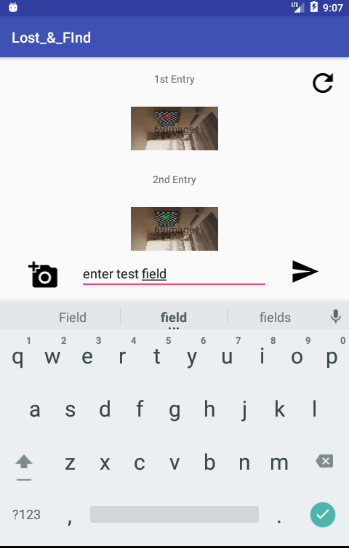 LTE 9:07
Lost_&_FInd
1st Entry
2nd Entry
enter test field
Field field fields
1 2 3 4 5 6 7 8 9 0
q w e r t y u i o p
a s d f g h j k l
z x c v b n m
?123 , .